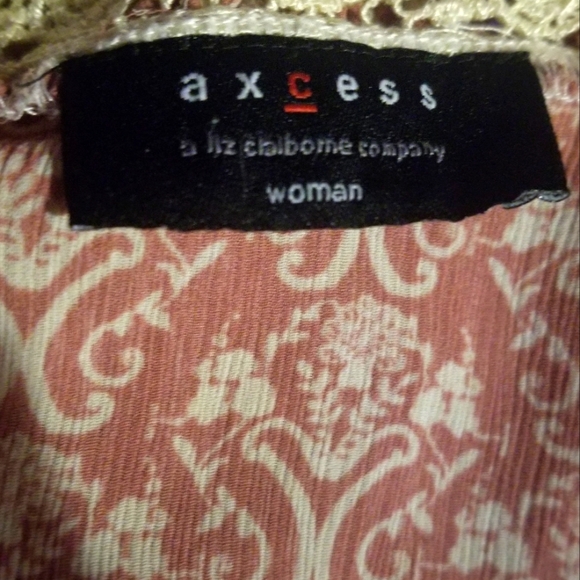 axcess
a liz claiborne company
woman